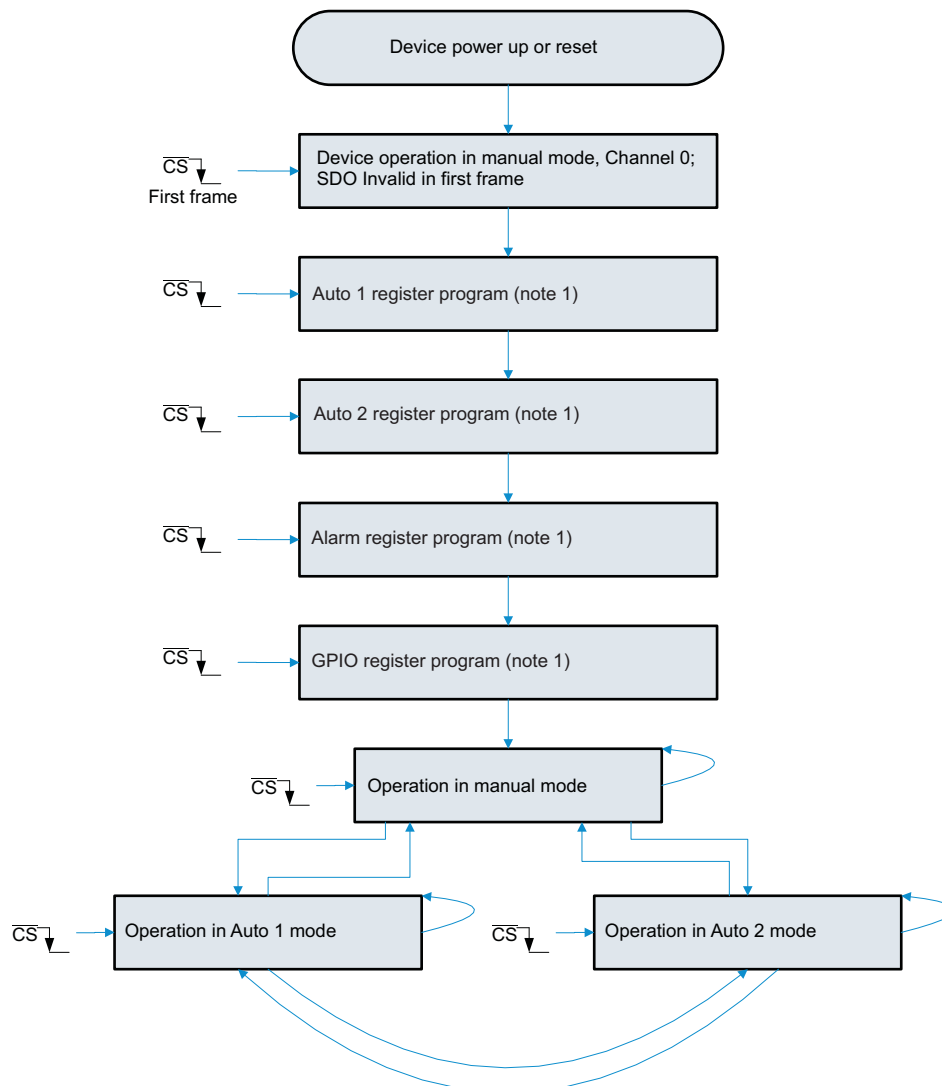 Device power up or reset
CS
First frame
Device operation in manual mode, Channel 0;
SDO Invalid in first frame
CS
Auto 1 register program (note 1)
CS
Auto 2 register program (note 1)
CS
Alarm register program (note 1)
CS
GPIO register program (note 1)
CS
Operation in manual mode
CS
Operation in Auto 1 mode
CS
Operation in Auto 2 mode